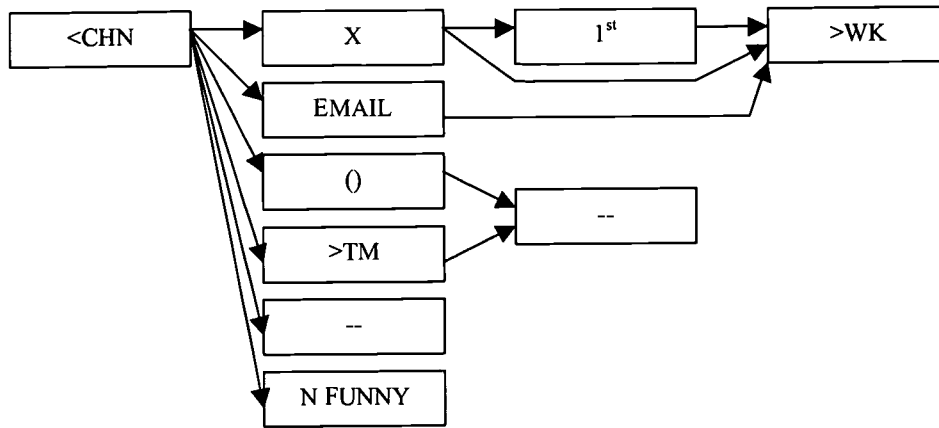 <CHN
X
1st
>WK
EMAIL
()
--
>TM
--
N FUNNY